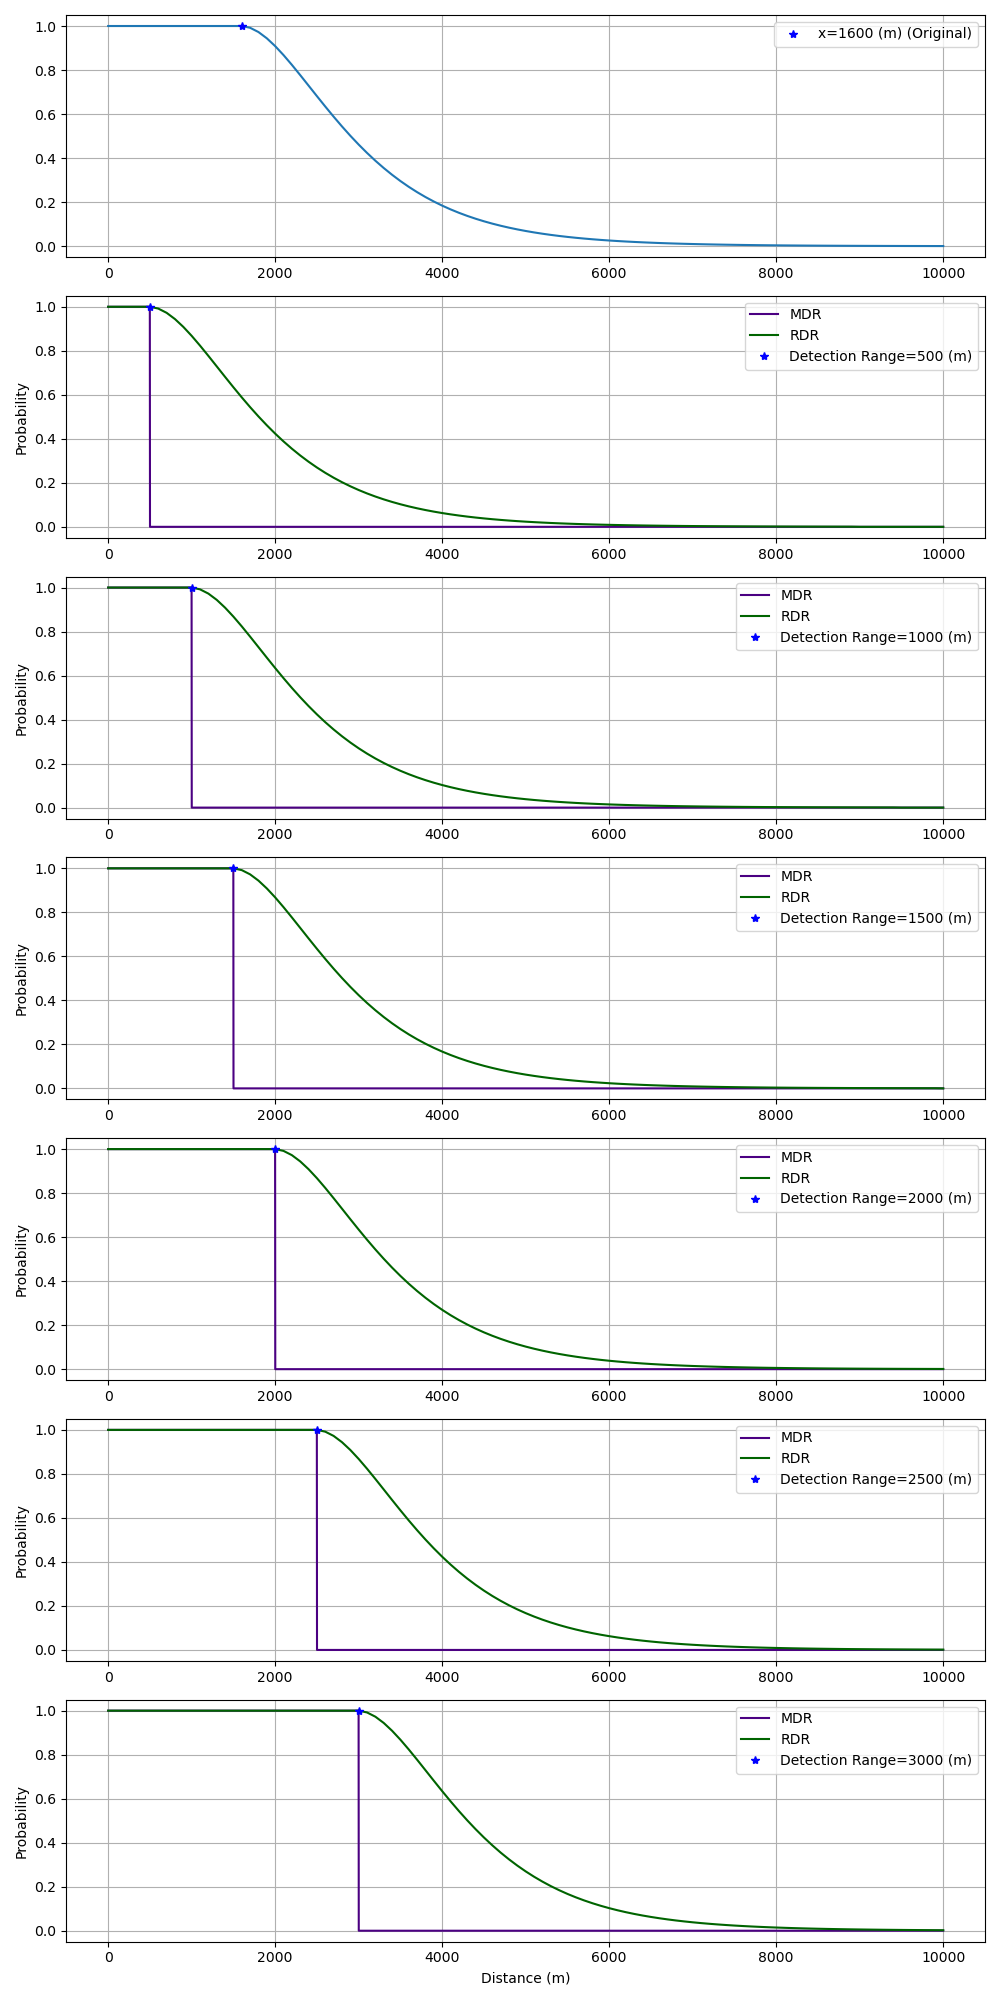 x=1600 (m) (Original)
1.0
0.8
0.6
0.4
0.2
0.0
0 2000 4000 6000 8000 10000
MDR
RDR
Detection Range=500 (m)
Probability
1.0
0.8
0.6
0.4
0.2
0.0
0 2000 4000 6000 8000 10000
MDR
RDR
Detection Range=1000 (m)
Probability
1.0
0.8
0.6
0.4
0.2
0.0
0 2000 4000 6000 8000 10000
MDR
RDR
Detection Range=1500 (m)
Probability
1.0
0.8
0.6
0.4
0.2
0.0
0 2000 4000 6000 8000 10000
MDR
RDR
Detection Range=2000 (m)
Probability
1.0
0.8
0.6
0.4
0.2
0.0
0 2000 4000 6000 8000 10000
MDR
RDR
Detection Range=2500 (m)
Probability
1.0
0.8
0.6
0.4
0.2
0.0
0 2000 4000 6000 8000 10000
MDR
RDR
Detection Range=3000 (m)
Probability
1.0
0.8
0.6
0.4
0.2
0.0
0 2000 4000 6000 8000 10000
Distance (m)